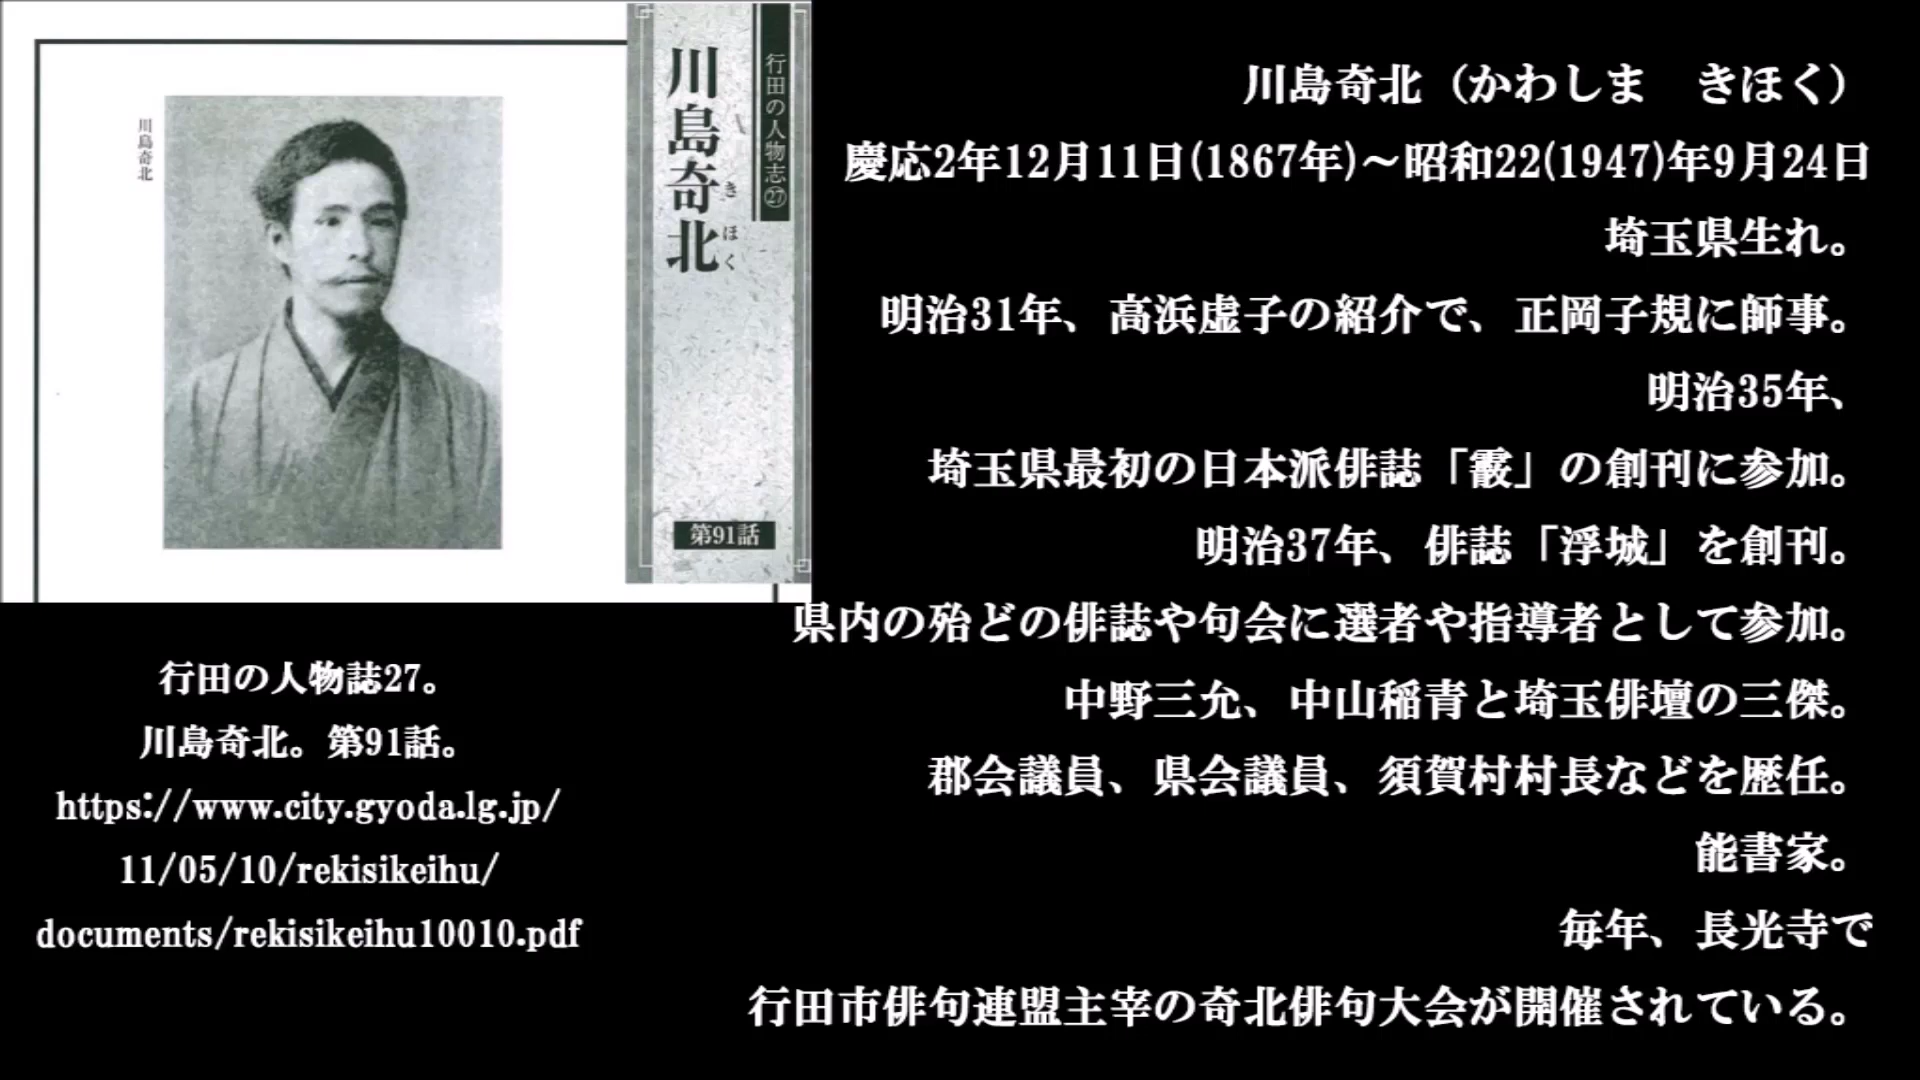 行田の人物志㉗
川島奇北
きほく
第91話
川島奇北
行田の人物誌27。
川島奇北。第91話。
https://www.city.gyoda.lg.jp/
11/05/10/rekisikeihu/
documents/rekisikeihu10010.pdf
川島奇北（かわしま　きほく）
慶応2年12月11日(1867年)～昭和22(1947)年9月24日
埼玉県生れ。
明治31年、高浜虚子の紹介で、正岡子規に師事。
明治35年、
埼玉県最初の日本派俳誌「霰」の創刊に参加。
明治37年、俳誌「浮城」を創刊。
県内の殆どの俳誌や句会に選者や指導者として参加。
中野三允、中山稲青と埼玉俳壇の三傑。
郡会議員、県会議員、須賀村村長などを歴任。
能書家。
毎年、長光寺で
行田市俳句連盟主宰の奇北俳句大会が開催されている。